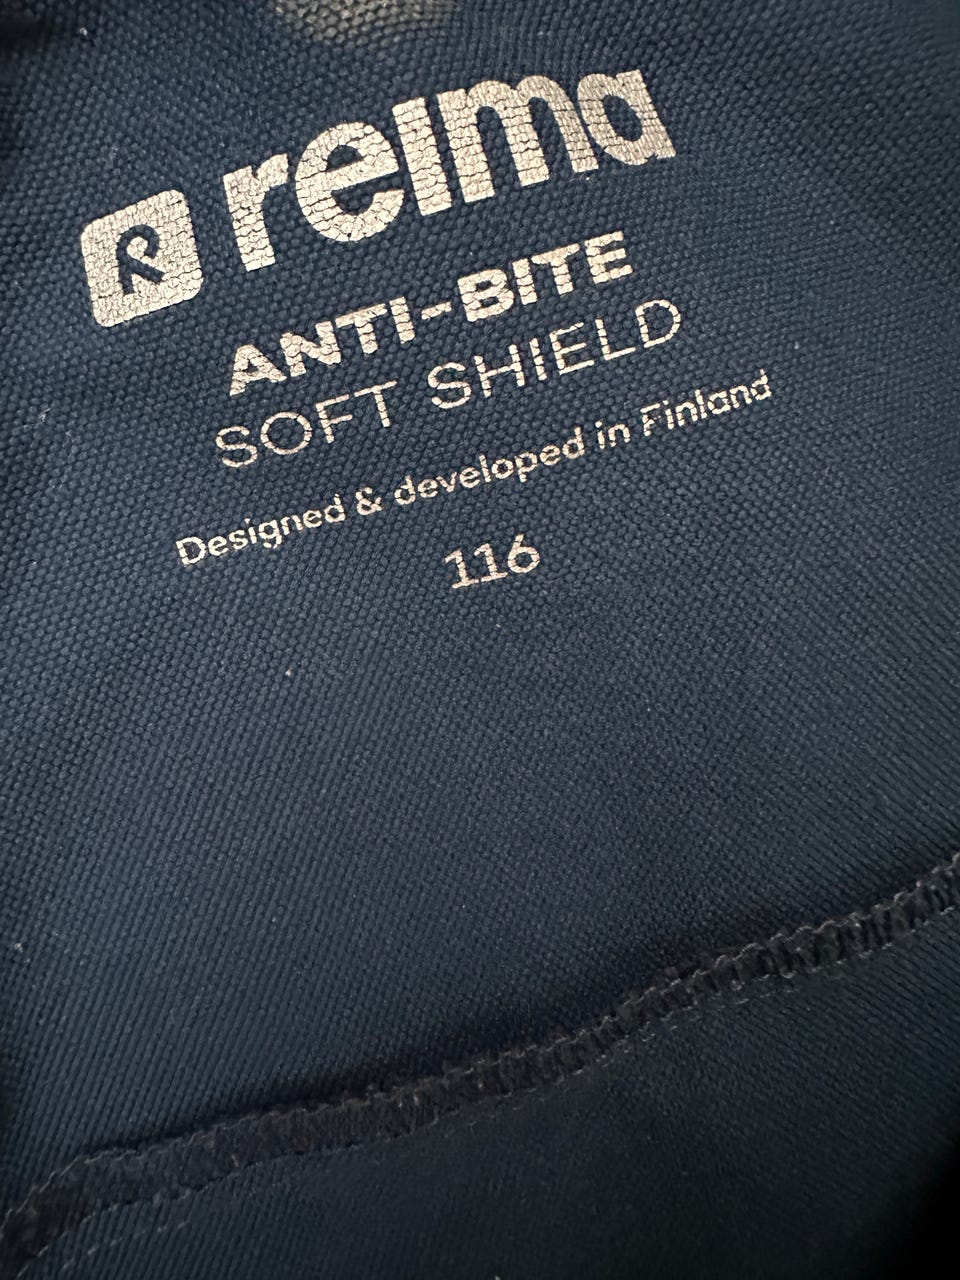 R reima
ANTI-BITE
SOFT SHIELD
Designed & developed in Finland
116